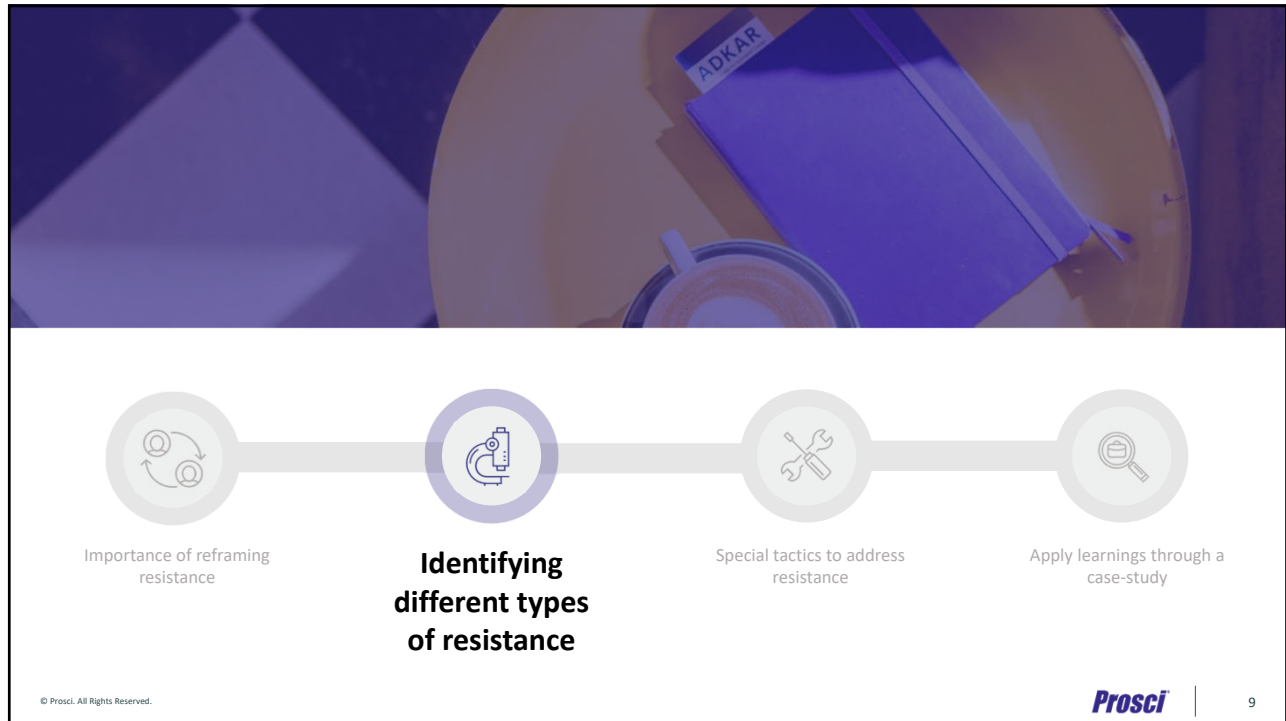 ADKAR
Importance of reframing
resistance
Identifying
different types
of resistance
Special tactics to address
resistance
Apply learnings through a
case-study
© Prosci. All Rights Reserved.
Prosci
9